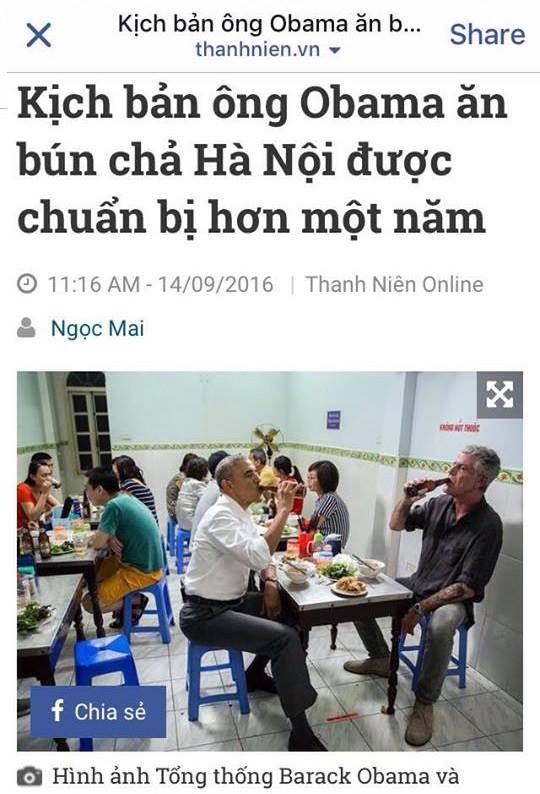 Kịch bản ông Obama ăn b...
thanhnien.vn
Share
Kịch bản ông Obama ăn
bún chả Hà Nội được
chuẩn bị hơn một năm
11:16 AM - 14/09/2016 | Thanh Niên Online
Ngọc Mai
KHÔNG HÚT THUỐC
f Chia sẻ
Hình ảnh Tổng thống Barack Obama và